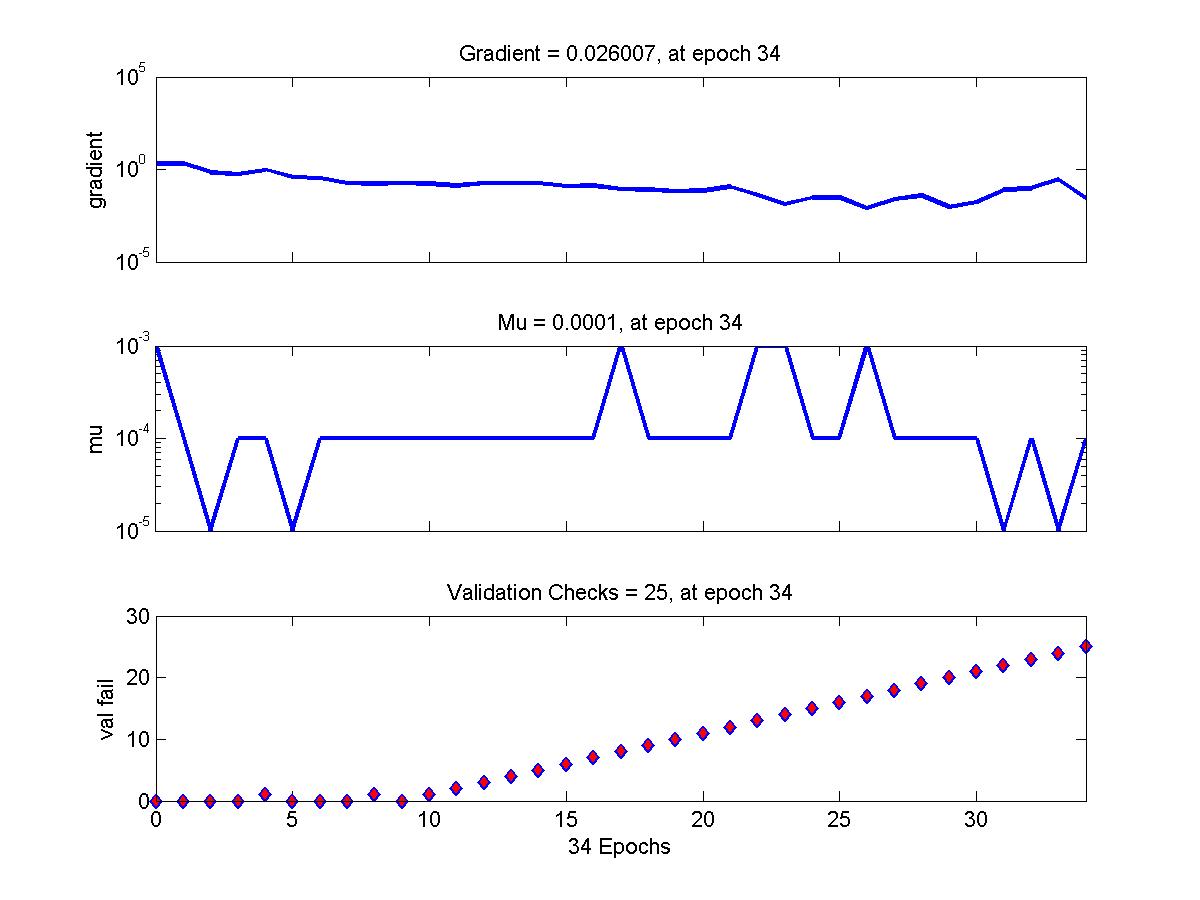 Gradient = 0.026007, at epoch 34
10^5
10^0
10^-5
gradient
Mu = 0.0001, at epoch 34
10^-3
10^-4
10^-5
mu
Validation Checks = 25, at epoch 34
30
20
10
0
val fail
0 5 10 15 20 25 30
34 Epochs